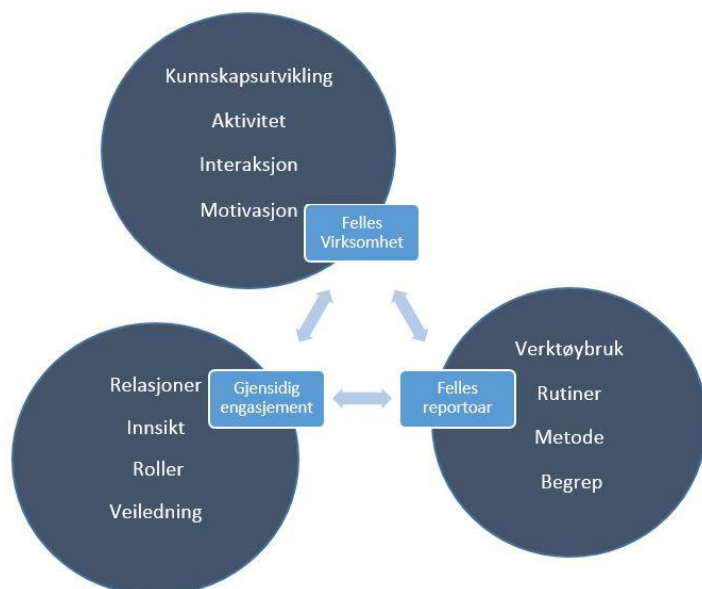 Kunnskapsutvikling
Aktivitet
Interaksjon
Motivasjon
Felles
Virksomhet
Relasjoner
Innsikt
Roller
Veiledning
Gjensidig
engasjement
Felles
reportoar
Verktøybruk
Rutiner
Metode
Begrep